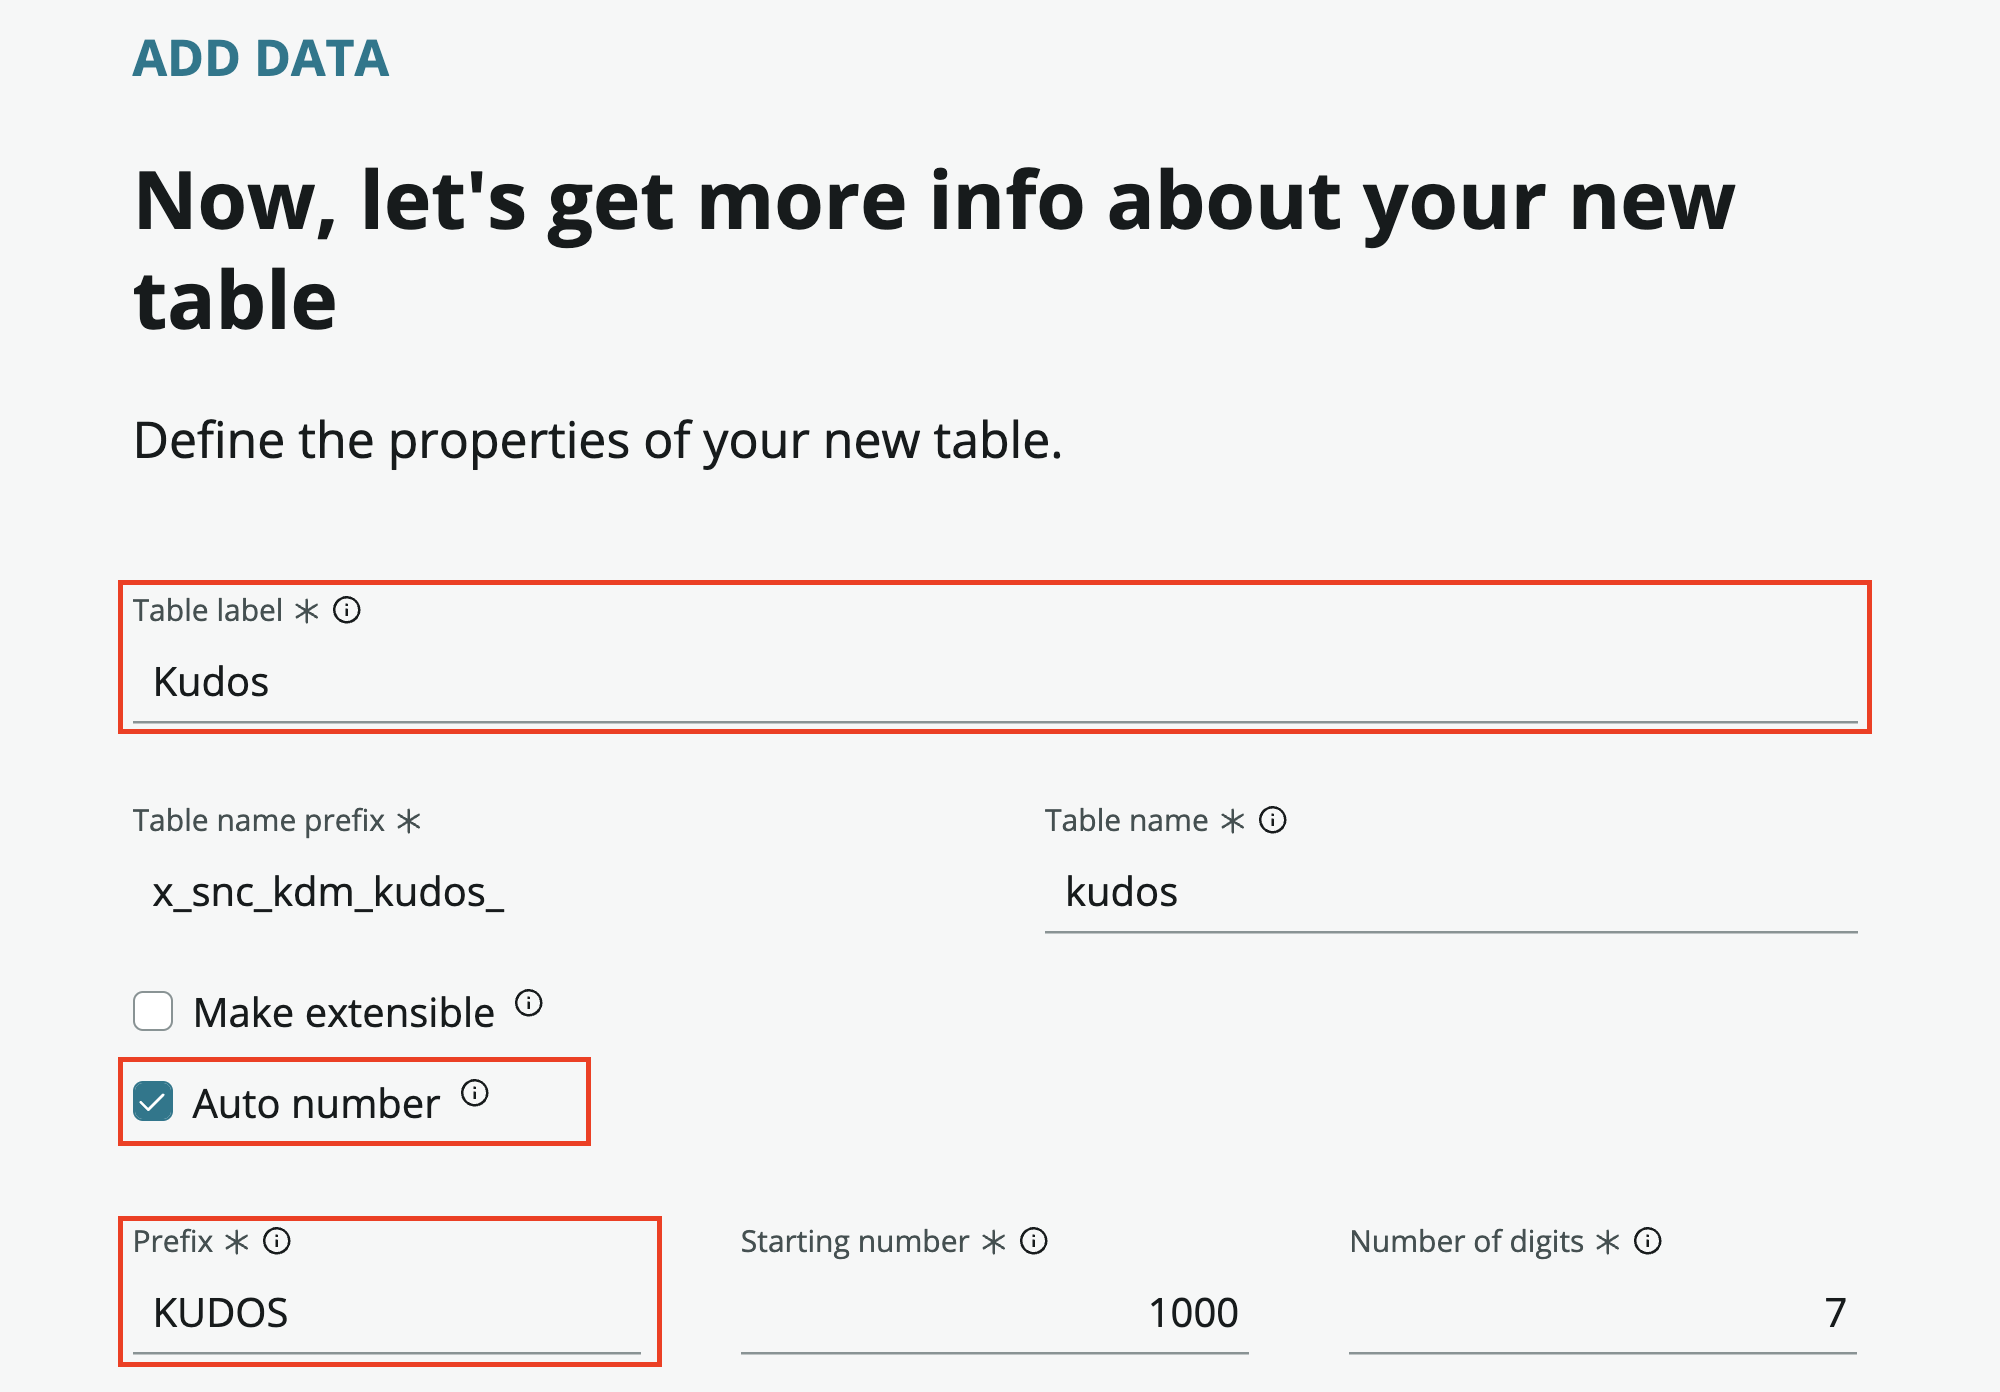 ADD DATA
Now, let's get more info about your new
table
Define the properties of your new table.
Table label *
Kudos
Table name prefix *
x_snc_kdm_kudos_
Table name *
kudos
Make extensible
Auto number
Prefix *
KUDOS
Starting number *
1000
Number of digits *
7